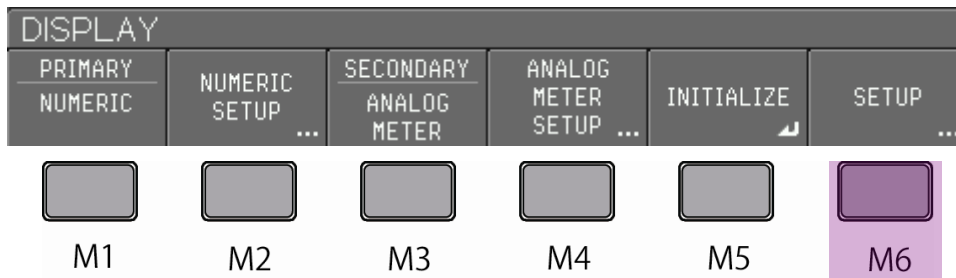 DISPLAY
PRIMARY
NUMERIC
NUMERIC
SETUP
...
SECONDARY
ANALOG
METER
ANALOG
METER
SETUP ...
INITIALIZE
SETUP
...
M1 M2 M3 M4 M5 M6